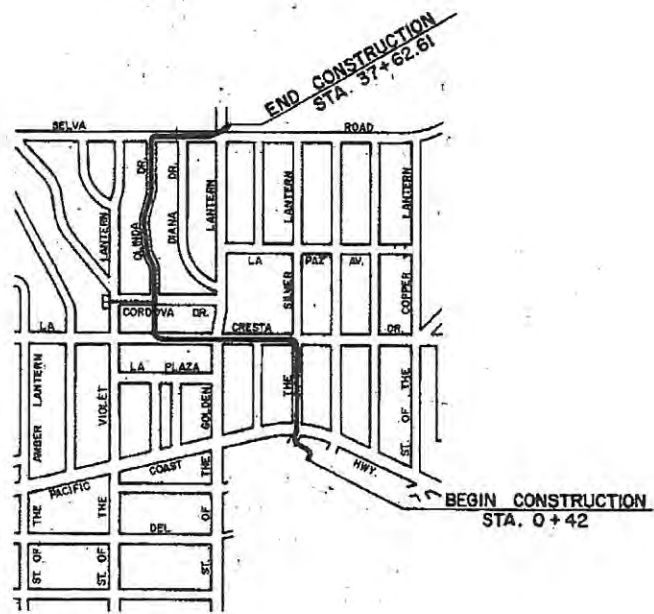 END CONSTRUCTION
STA. 37+62.61
SELVA
ROAD
LANTERN
OLINDA DR.
DIANA DR.
LANTERN
LANTERN
LANTERN
LA PAZ AV.
SILVER
COPPER
CORDOVA DR.
LA
CRESTA
DR.
AMBER LANTERN
VIOLET
LA PLAZA
GOLDEN
THE
ST. OF THE
PACIFIC
COAST
HWY.
BEGIN CONSTRUCTION
STA. 0+42
ST. OF THE
ST. OF THE
DEL
ST. OF THE